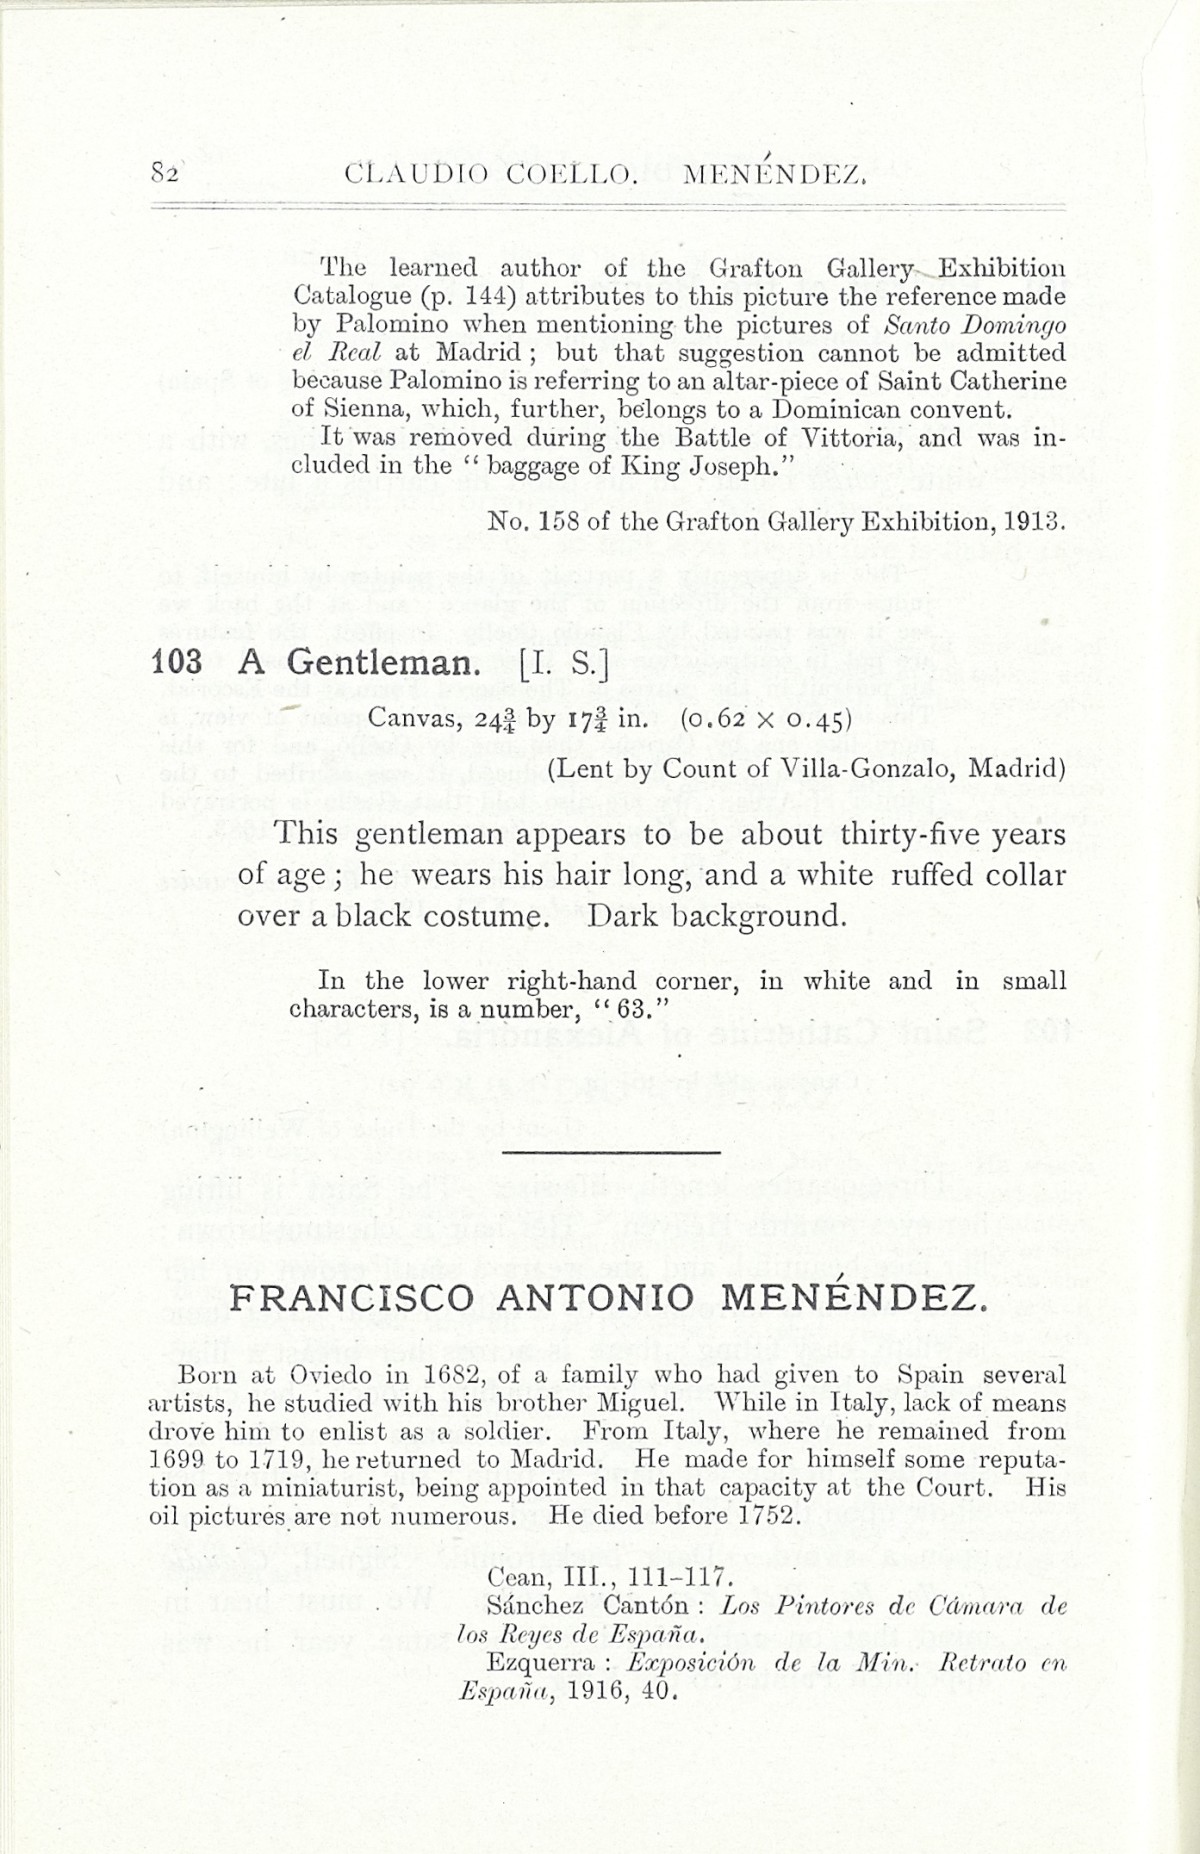 82 CLAUDIO COELLO. MENÉNDEZ.
The learned author of the Grafton Gallery Exhibition
Catalogue (p. 144) attributes to this picture the reference made
by Palomino when mentioning the pictures of Santo Domingo
el Real at Madrid ; but that suggestion cannot be admitted
because Palomino is referring to an altar-piece of Saint Catherine
of Sienna, which, further, belongs to a Dominican convent.
It was removed during the Battle of Vittoria, and was in-
cluded in the “ baggage of King Joseph.”
No. 158 of the Grafton Gallery Exhibition, 1913.
103 A Gentleman. [I. S.]
Canvas, 24¾ by 17¾ in. (0.62 × 0.45)
(Lent by Count of Villa-Gonzalo, Madrid)
This gentleman appears to be about thirty-five years
of age ; he wears his hair long, and a white ruffed collar
over a black costume. Dark background.
In the lower right-hand corner, in white and in small
characters, is a number, “ 63.”
FRANCISCO ANTONIO MENÉNDEZ.
Born at Oviedo in 1682, of a family who had given to Spain several
artists, he studied with his brother Miguel. While in Italy, lack of means
drove him to enlist as a soldier. From Italy, where he remained from
1699 to 1719, he returned to Madrid. He made for himself some reputa-
tion as a miniaturist, being appointed in that capacity at the Court. His
oil pictures are not numerous. He died before 1752.
Cean, III., 111–117.
Sánchez Cantón : Los Pintores de Cámara de
los Reyes de España.
Ezquerra : Exposición de la Min. Retrato en
España, 1916, 40.